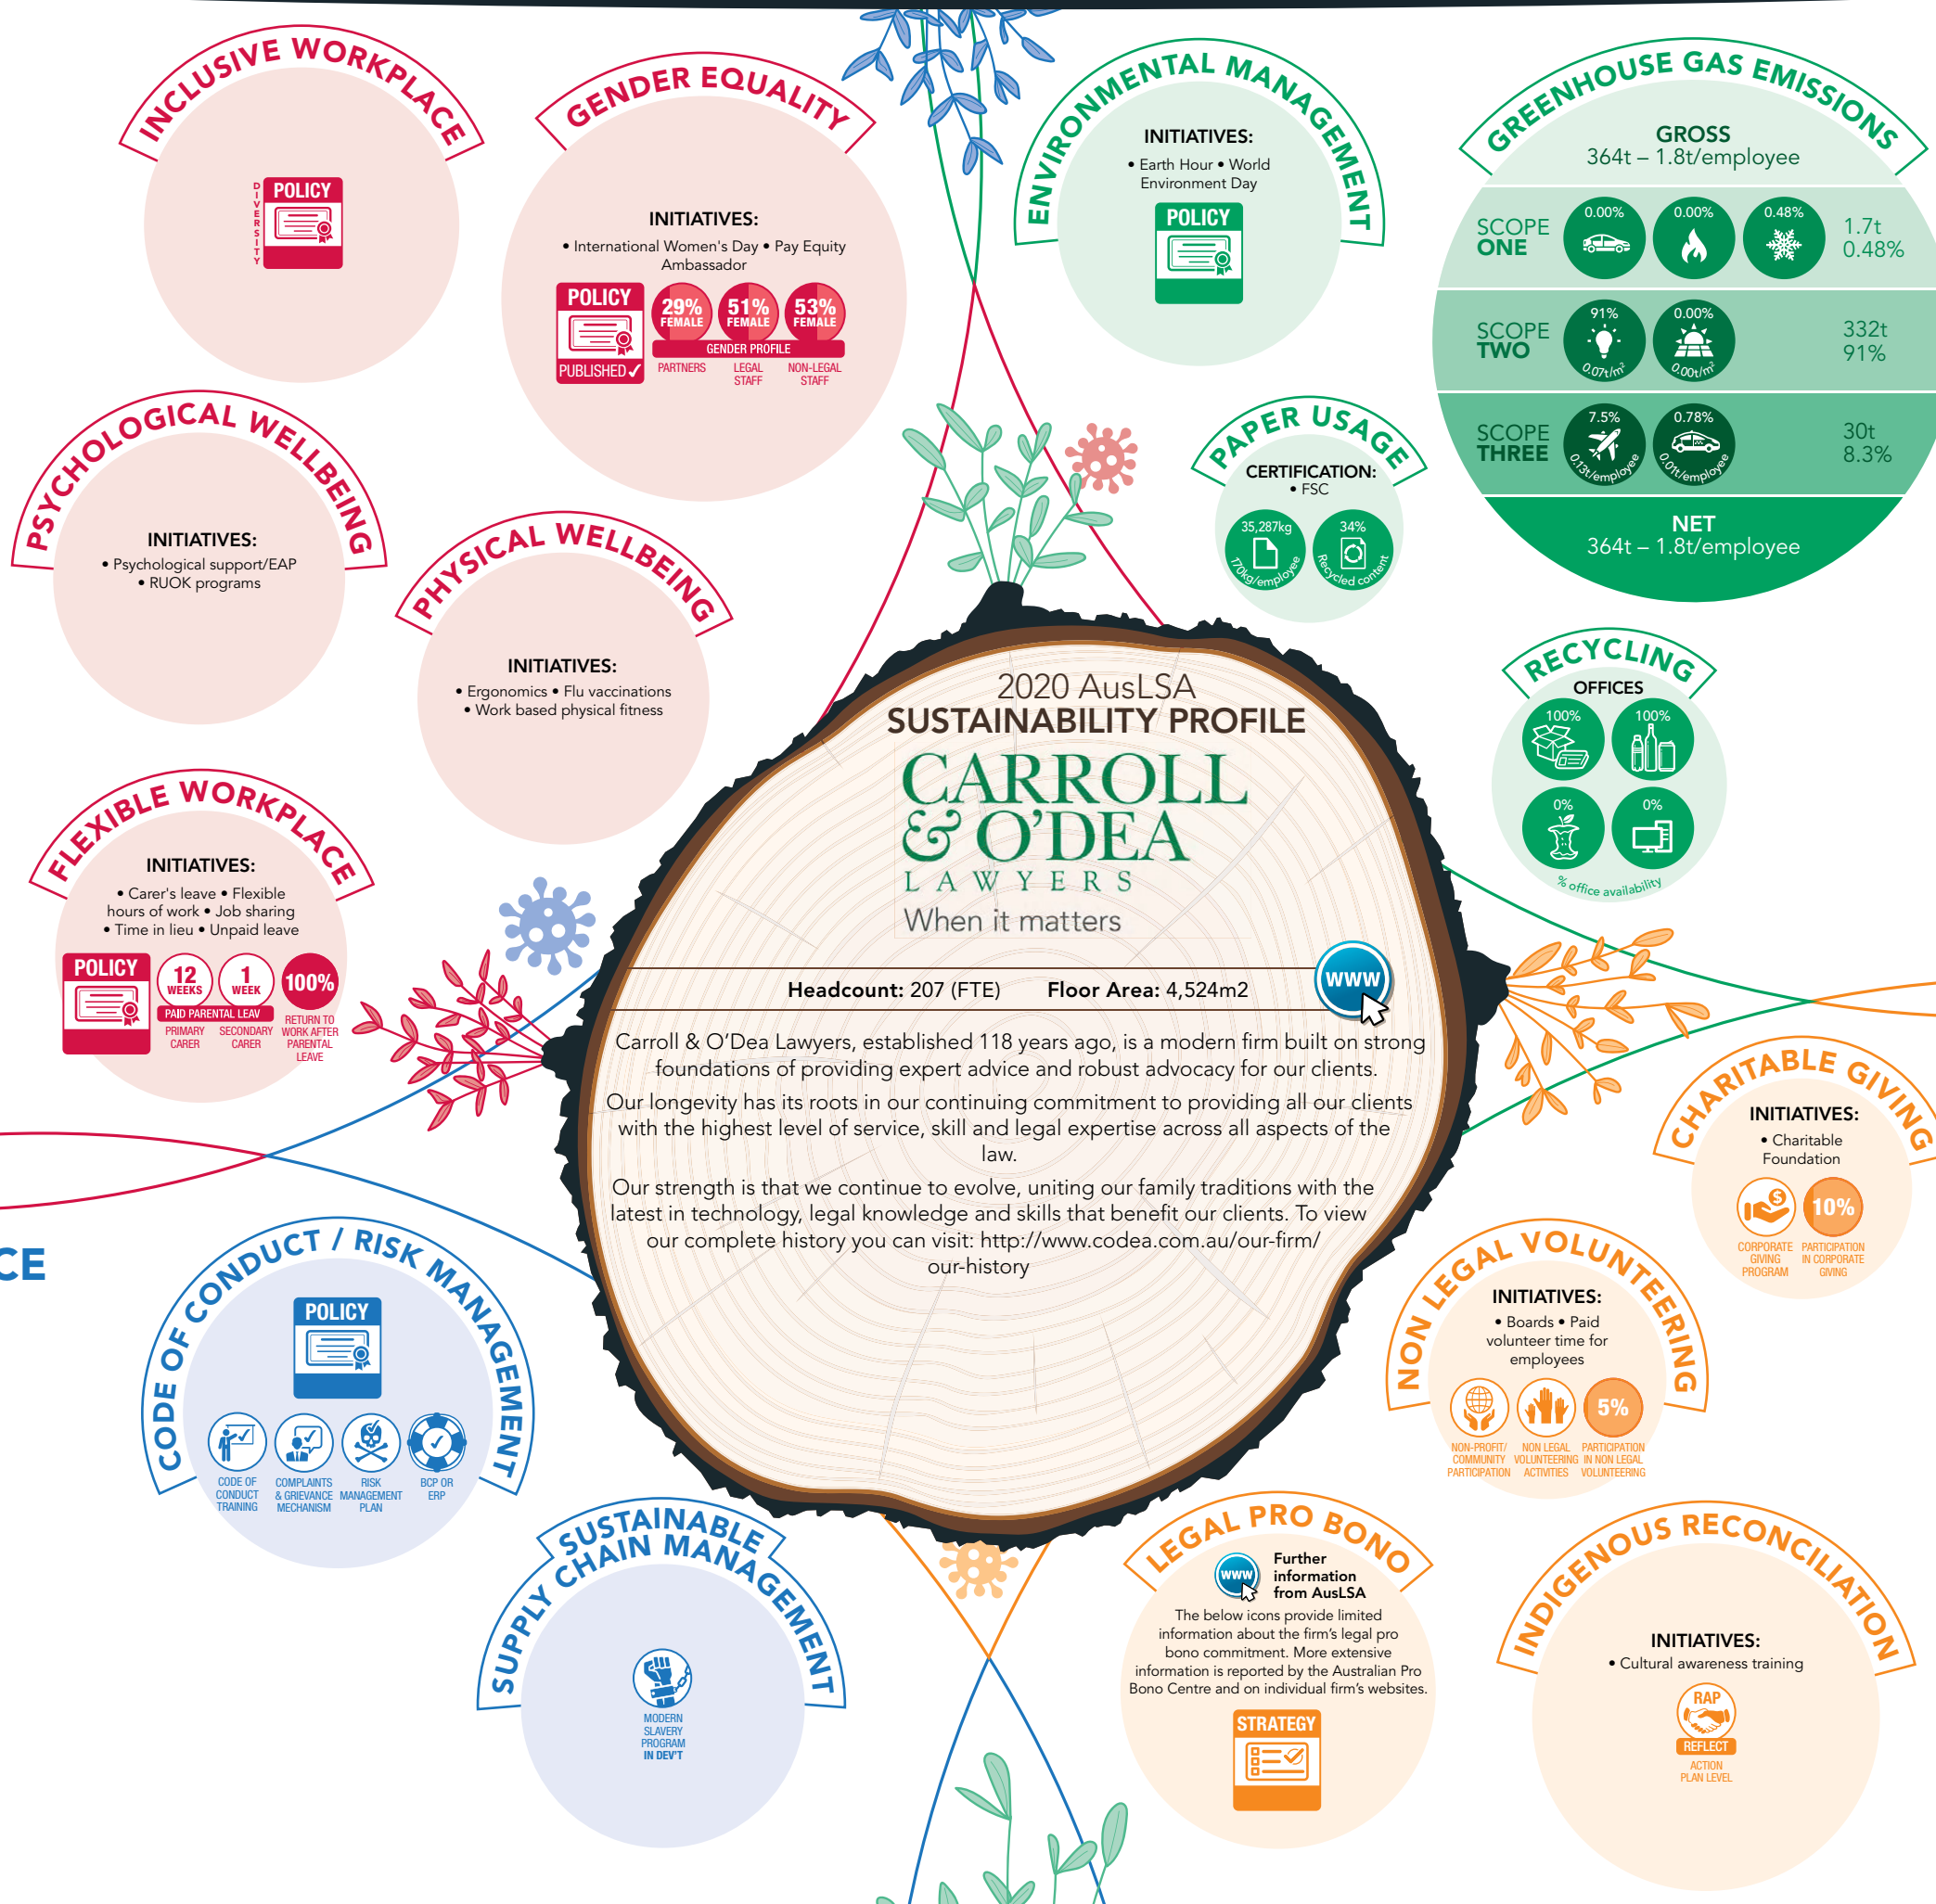 INCLUSIVE WORKPLACE
DIVERSITY
POLICY
GENDER EQUALITY
INITIATIVES:
• International Women's Day • Pay Equity
Ambassador
POLICY
PUBLISHED✓
29%
FEMALE
51%
FEMALE
53%
FEMALE
GENDER PROFILE
PARTNERS
LEGAL
STAFF
NON-LEGAL
STAFF
ENVIRONMENTAL MANAGEMENT
INITIATIVES:
• Earth Hour • World
Environment Day
POLICY
GREENHOUSE GAS EMISSIONS
GROSS
364t – 1.8t/employee
SCOPE
ONE
0.00%
0.00%
0.48%
1.7t
0.48%
SCOPE
TWO
91%
0.07t/m²
0.00%
0.00t/m²
332t
91%
SCOPE
THREE
7.5%
0.13t/employee
0.78%
0.01t/employee
30t
8.3%
NET
364t – 1.8t/employee
PSYCHOLOGICAL WELLBEING
INITIATIVES:
• Psychological support/EAP
• RUOK programs
PHYSICAL WELLBEING
INITIATIVES:
• Ergonomics • Flu vaccinations
• Work based physical fitness
PAPER USAGE
CERTIFICATION:
• FSC
35,287kg
170kg/employee
34%
Recycled content
RECYCLING
OFFICES
100%
100%
0%
0%
% office availability
FLEXIBLE WORKPLACE
INITIATIVES:
• Carer's leave • Flexible
hours of work • Job sharing
• Time in lieu • Unpaid leave
POLICY
12
WEEKS
1
WEEK
PAID PARENTAL LEAV
PRIMARY
CARER
SECONDARY
CARER
100%
RETURN TO
WORK AFTER
PARENTAL
LEAVE
2020 AusLSA
SUSTAINABILITY PROFILE
CARROLL
& O'DEA
LAWYERS
When it matters
Headcount: 207 (FTE) Floor Area: 4,524m2
www
Carroll & O'Dea Lawyers, established 118 years ago, is a modern firm built on strong
foundations of providing expert advice and robust advocacy for our clients.
Our longevity has its roots in our continuing commitment to providing all our clients
with the highest level of service, skill and legal expertise across all aspects of the
law.
Our strength is that we continue to evolve, uniting our family traditions with the
latest in technology, legal knowledge and skills that benefit our clients. To view
our complete history you can visit: http://www.codea.com.au/our-firm/
our-history
CHARITABLE GIVING
INITIATIVES:
• Charitable
Foundation
10%
CORPORATE
GIVING
PROGRAM
PARTICIPATION
IN CORPORATE
GIVING
NON LEGAL VOLUNTEERING
INITIATIVES:
• Boards • Paid
volunteer time for
employees
5%
NON-PROFIT/
COMMUNITY
PARTICIPATION
NON LEGAL
VOLUNTEERING
ACTIVITIES
PARTICIPATION
IN NON LEGAL
VOLUNTEERING
CE
CODE OF CONDUCT / RISK MANAGEMENT
POLICY
CODE OF
CONDUCT
TRAINING
COMPLAINTS
& GRIEVANCE
MECHANISM
RISK
MANAGEMENT
PLAN
BCP OR
ERP
SUSTAINABLE
SUPPLY CHAIN MANAGEMENT
MODERN
SLAVERY
PROGRAM
IN DEV'T
LEGAL PRO BONO
www
Further
information
from AusLSA
The below icons provide limited
information about the firm's legal pro
bono commitment. More extensive
information is reported by the Australian Pro
Bono Centre and on individual firm's websites.
STRATEGY
INDIGENOUS RECONCILIATION
INITIATIVES:
• Cultural awareness training
RAP
REFLECT
ACTION
PLAN LEVEL